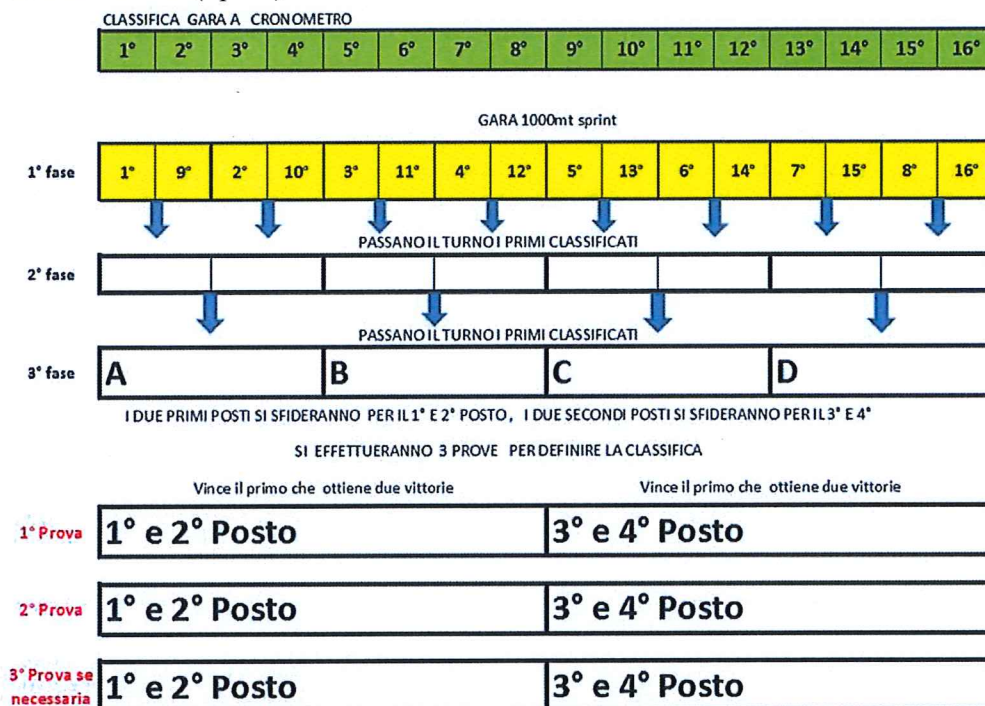 CLASSIFICA GARA A CRONOMETRO
1° 2° 3° 4° 5° 6° 7° 8° 9° 10° 11° 12° 13° 14° 15° 16°
GARA 1000mt sprint
1° fase 1° 9° 2° 10° 3° 11° 4° 12° 5° 13° 6° 14° 7° 15° 8° 16°
PASSANO IL TURNO I PRIMI CLASSIFICATI
2° fase
PASSANO IL TURNO I PRIMI CLASSIFICATI
3° fase A B C D
I DUE PRIMI POSTI SI SFIDERANNO PER IL 1° E 2° POSTO, I DUE SECONDI POSTI SI SFIDERANNO PER IL 3° E 4°
SI EFFETTUERANNO 3 PROVE PER DEFINIRE LA CLASSIFICA
Vince il primo che ottiene due vittorie Vince il primo che ottiene due vittorie
1° Prova 1° e 2° Posto 3° e 4° Posto
2° Prova 1° e 2° Posto 3° e 4° Posto
3° Prova se
necessaria 1° e 2° Posto 3° e 4° Posto